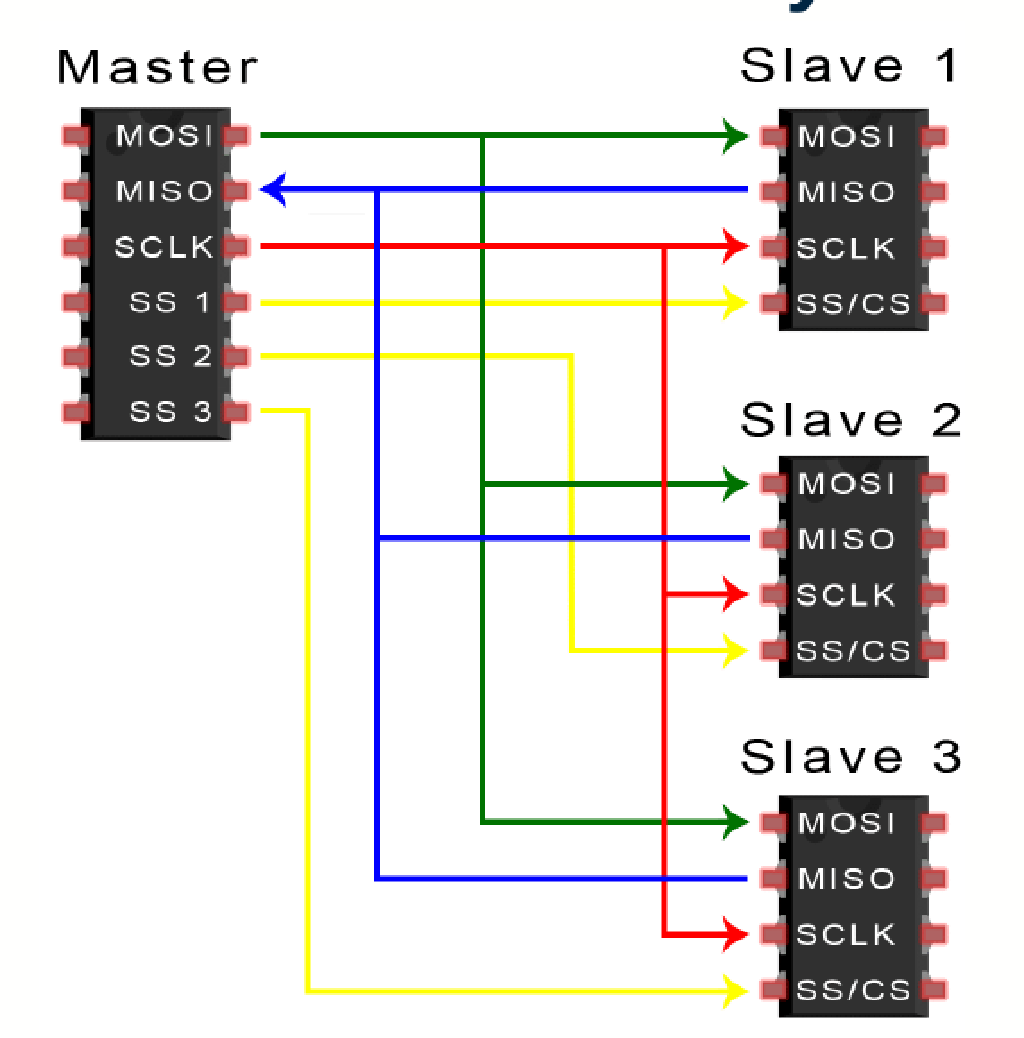 Master
MOSI
MISO
SCLK
SS 1
SS 2
SS 3
Slave 1
MOSI
MISO
SCLK
SS/CS
Slave 2
MOSI
MISO
SCLK
SS/CS
Slave 3
MOSI
MISO
SCLK
SS/CS